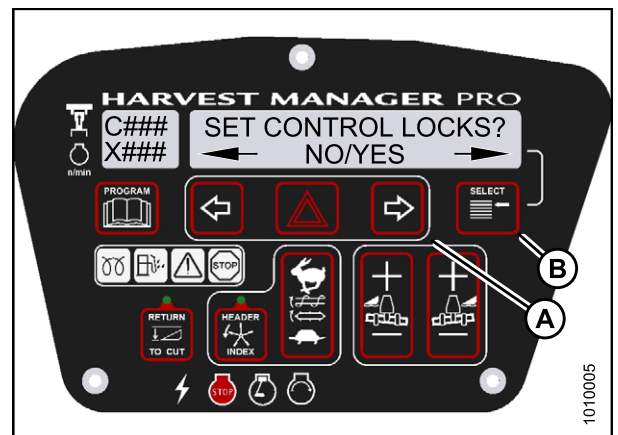 HARVEST MANAGER PRO
C###
X###
SET CONTROL LOCKS?
NO/YES
n/min
PROGRAM
SELECT
B
STOP
A
RETURN
TO CUT
HEADER
INDEX
STOP
1010005